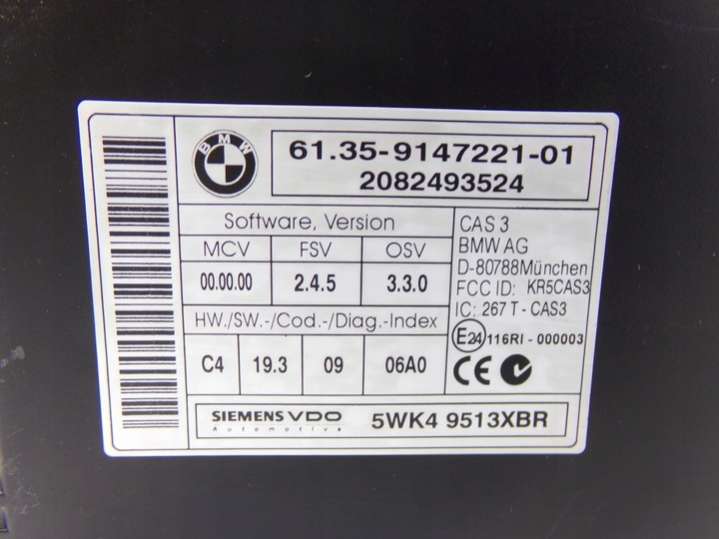 BMW
61.35-9147221-01
2082493524
Software, Version
MCV FSV OSV
00.00.00 2.4.5 3.3.0
HW./SW.-/Cod.-/Diag.-Index
C4 19.3 09 06A0
CAS 3
BMW AG
D-80788München
FCC ID: KR5CAS3
IC: 267 T - CAS3
E24 116RI - 000003
CE
SIEMENS VDO
Automotive
5WK4 9513XBR